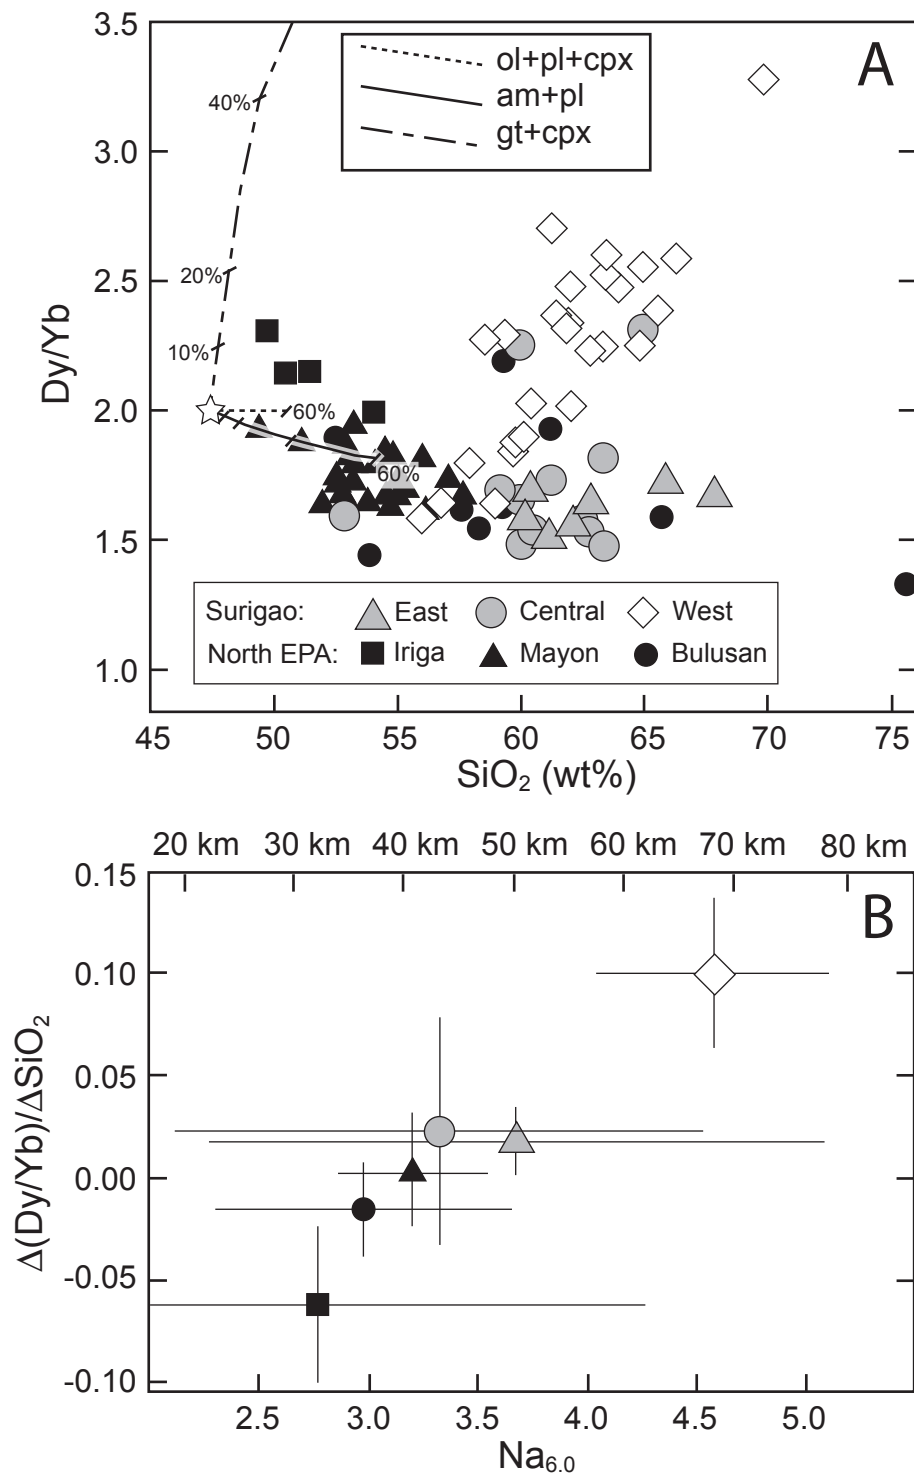 3.5
A
ol+pl+cpx
am+pl
gt+cpx
40%
3.0
2.5
20%
Dy/Yb
10%
2.0
60%
60%
1.5
Surigao: East Central West
North EPA: Iriga Mayon Bulusan
1.0
45 50 55 60 65 70 75
SiO₂ (wt%)
20 km 30 km 40 km 50 km 60 km 70 km 80 km
0.15
B
0.10
0.05
Δ(Dy/Yb)/ΔSiO₂
0.00
-0.05
-0.10
2.5 3.0 3.5 4.0 4.5 5.0
Na₆.₀